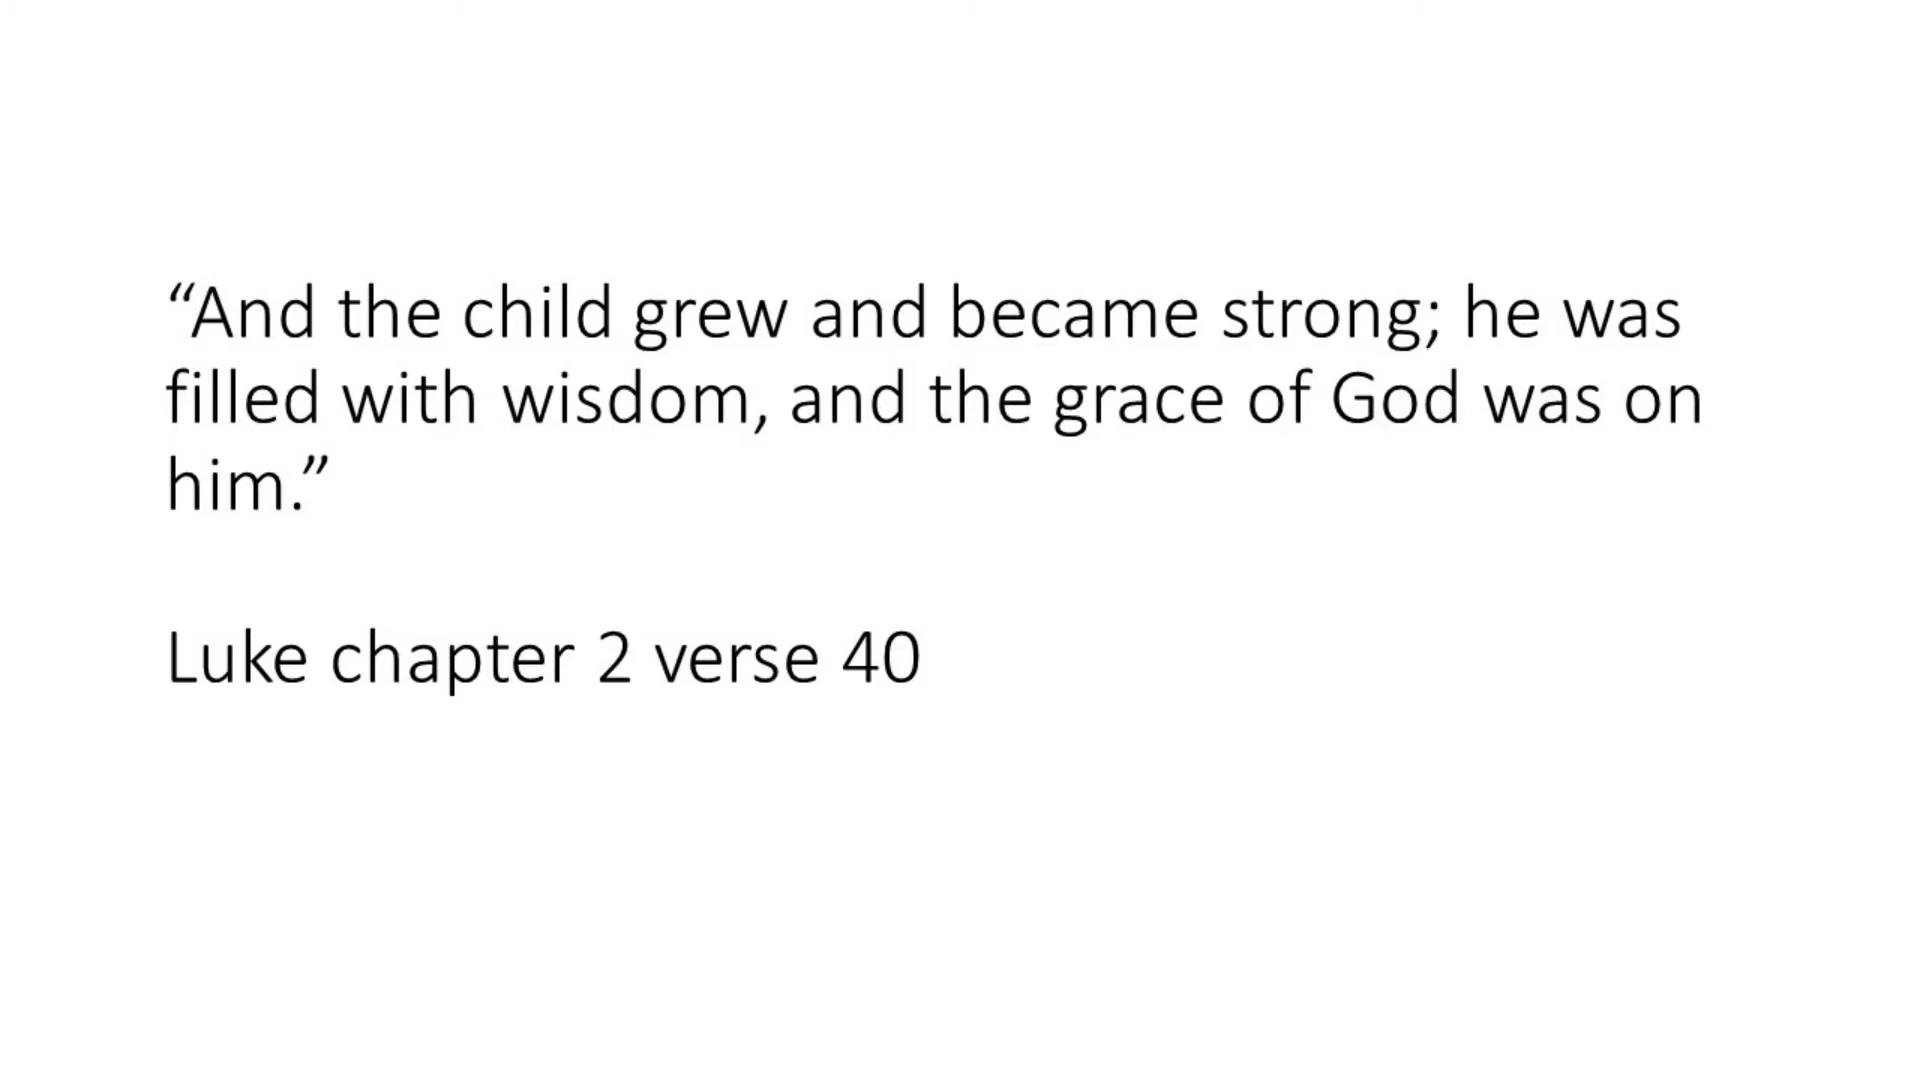 “And the child grew and became strong; he was
filled with wisdom, and the grace of God was on
him.”
Luke chapter 2 verse 40